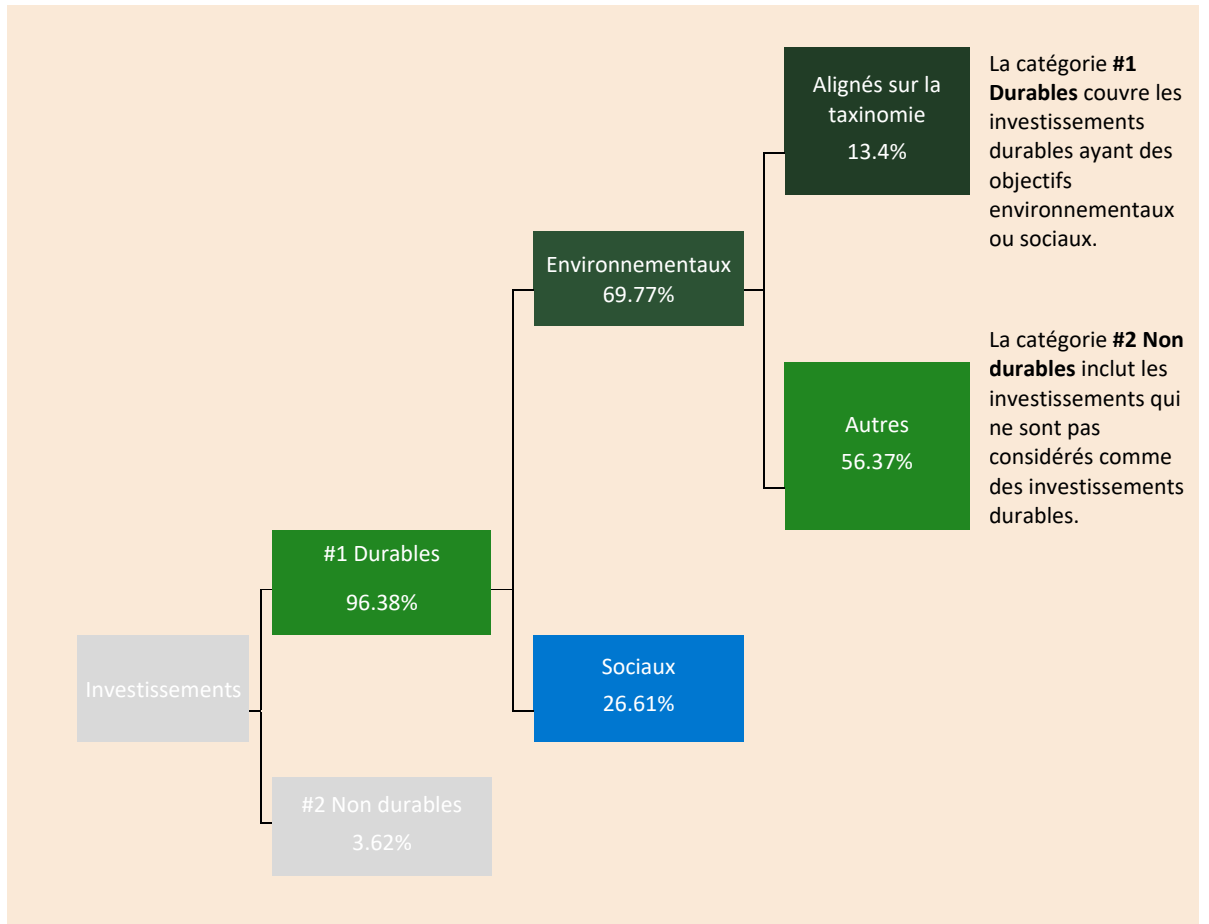 Alignés sur la
taxinomie
13.4%
La catégorie #1
Durables couvre les
investissements
durables ayant des
objectifs
environnementaux
ou sociaux.
Environnementaux
69.77%
Autres
56.37%
La catégorie #2 Non
durables inclut les
investissements qui
ne sont pas
considérés comme
des investissements
durables.
#1 Durables
96.38%
Investissements
Sociaux
26.61%
#2 Non durables
3.62%